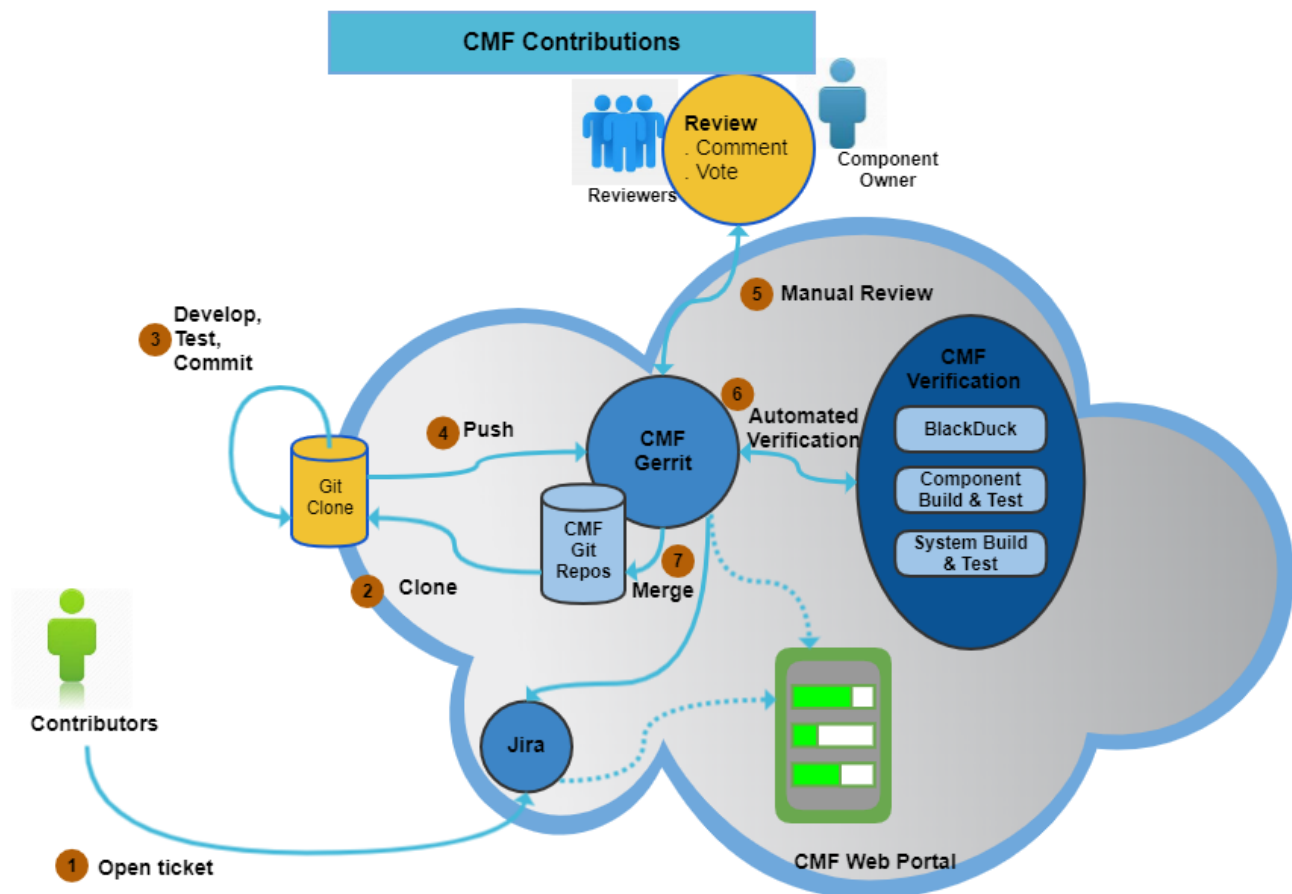 CMF Contributions
Review
. Comment
. Vote
Reviewers
Component
Owner
5
Manual Review
3
Develop,
Test,
Commit
CMF
Verification
6
Automated
Verification
BlackDuck
4
Push
CMF
Gerrit
Component
Build & Test
Git
Clone
CMF
Git
Repos
System Build
& Test
7
Merge
2
Clone
Contributors
Jira
CMF Web Portal
1
Open ticket